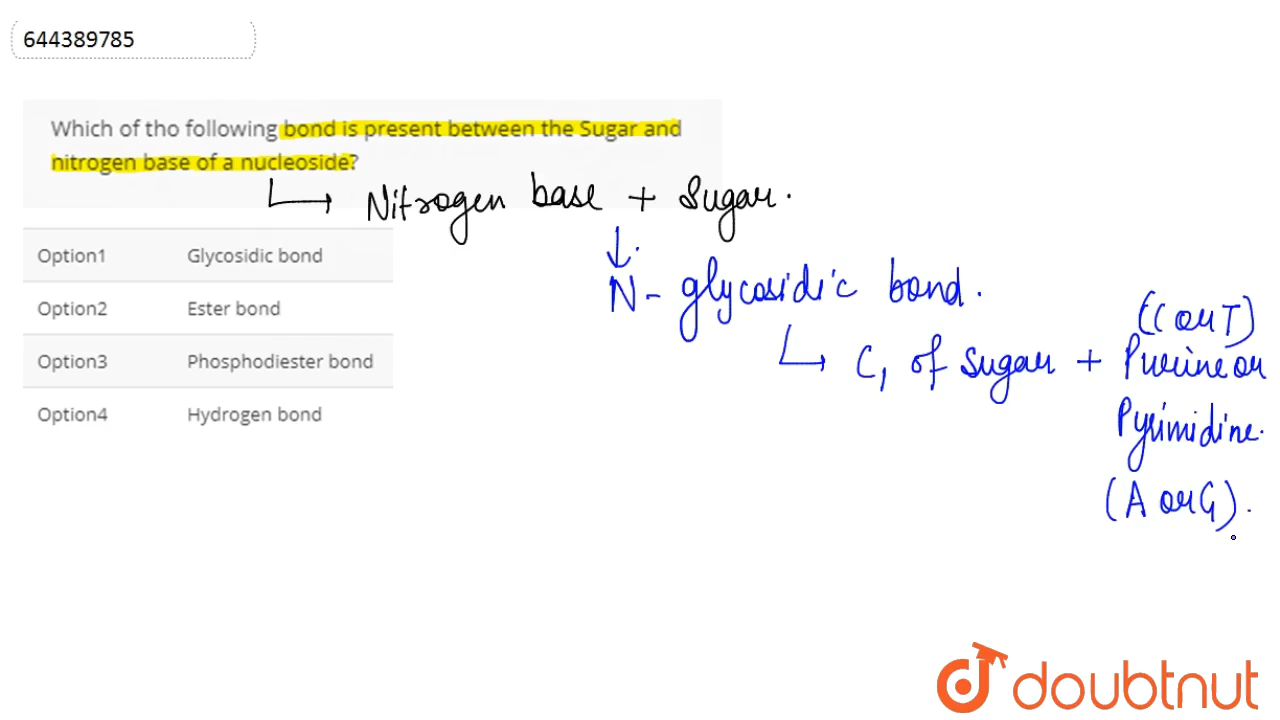 644389785
Which of tho following bond is present between the Sugar and
nitrogen base of a nucleoside?
Nitrogen base + Sugar.
Option1 Glycosidic bond
N- glycosidic bond.
Option2 Ester bond
(C or T)
Option3 Phosphodiester bond
C1 of Sugar + Purine or
Option4 Hydrogen bond
Pyrimidine.
(A or G).
doubtnut